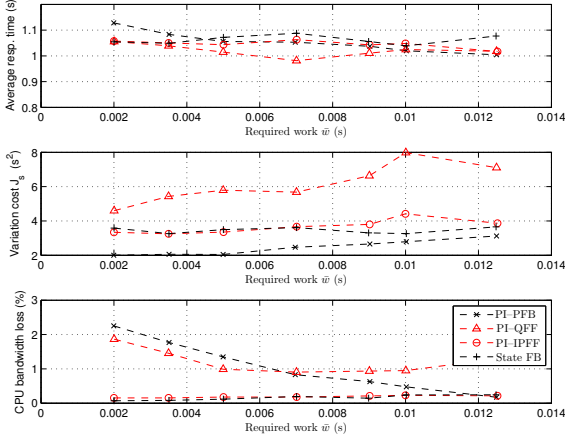 Average resp. time (s)
1.2
1.1
1
0.9
0.8
0 0.002 0.004 0.006 0.008 0.01 0.012 0.014
Required work w̄ (s)
Variation cost J_s (s²)
8
6
4
2
0 0.002 0.004 0.006 0.008 0.01 0.012 0.014
Required work w̄ (s)
CPU bandwidth loss (%)
3
2
1
0
PI–PFB
PI–QFF
PI–IPFF
State FB
0 0.002 0.004 0.006 0.008 0.01 0.012 0.014
Required work w̄ (s)